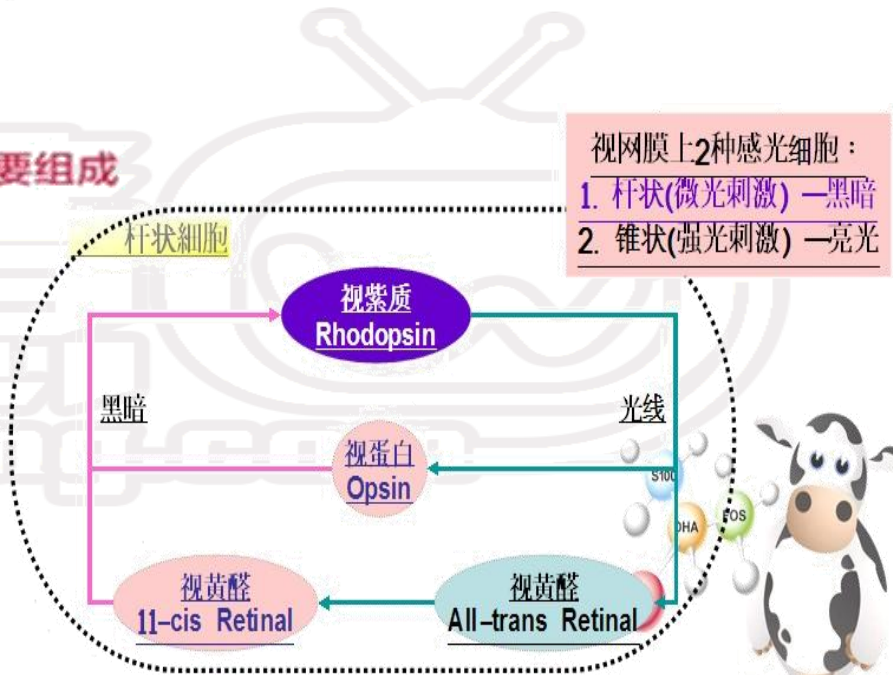 要组成
视网膜上2种感光细胞：
1. 杆状(微光刺激) —黑暗
2. 锥状(强光刺激) —亮光
杆状細胞
视紫质
Rhodopsin
黑暗
光线
视蛋白
Opsin
S100
DHA
FOS
视黄醛
11–cis Retinal
视黄醛
All–trans Retinal